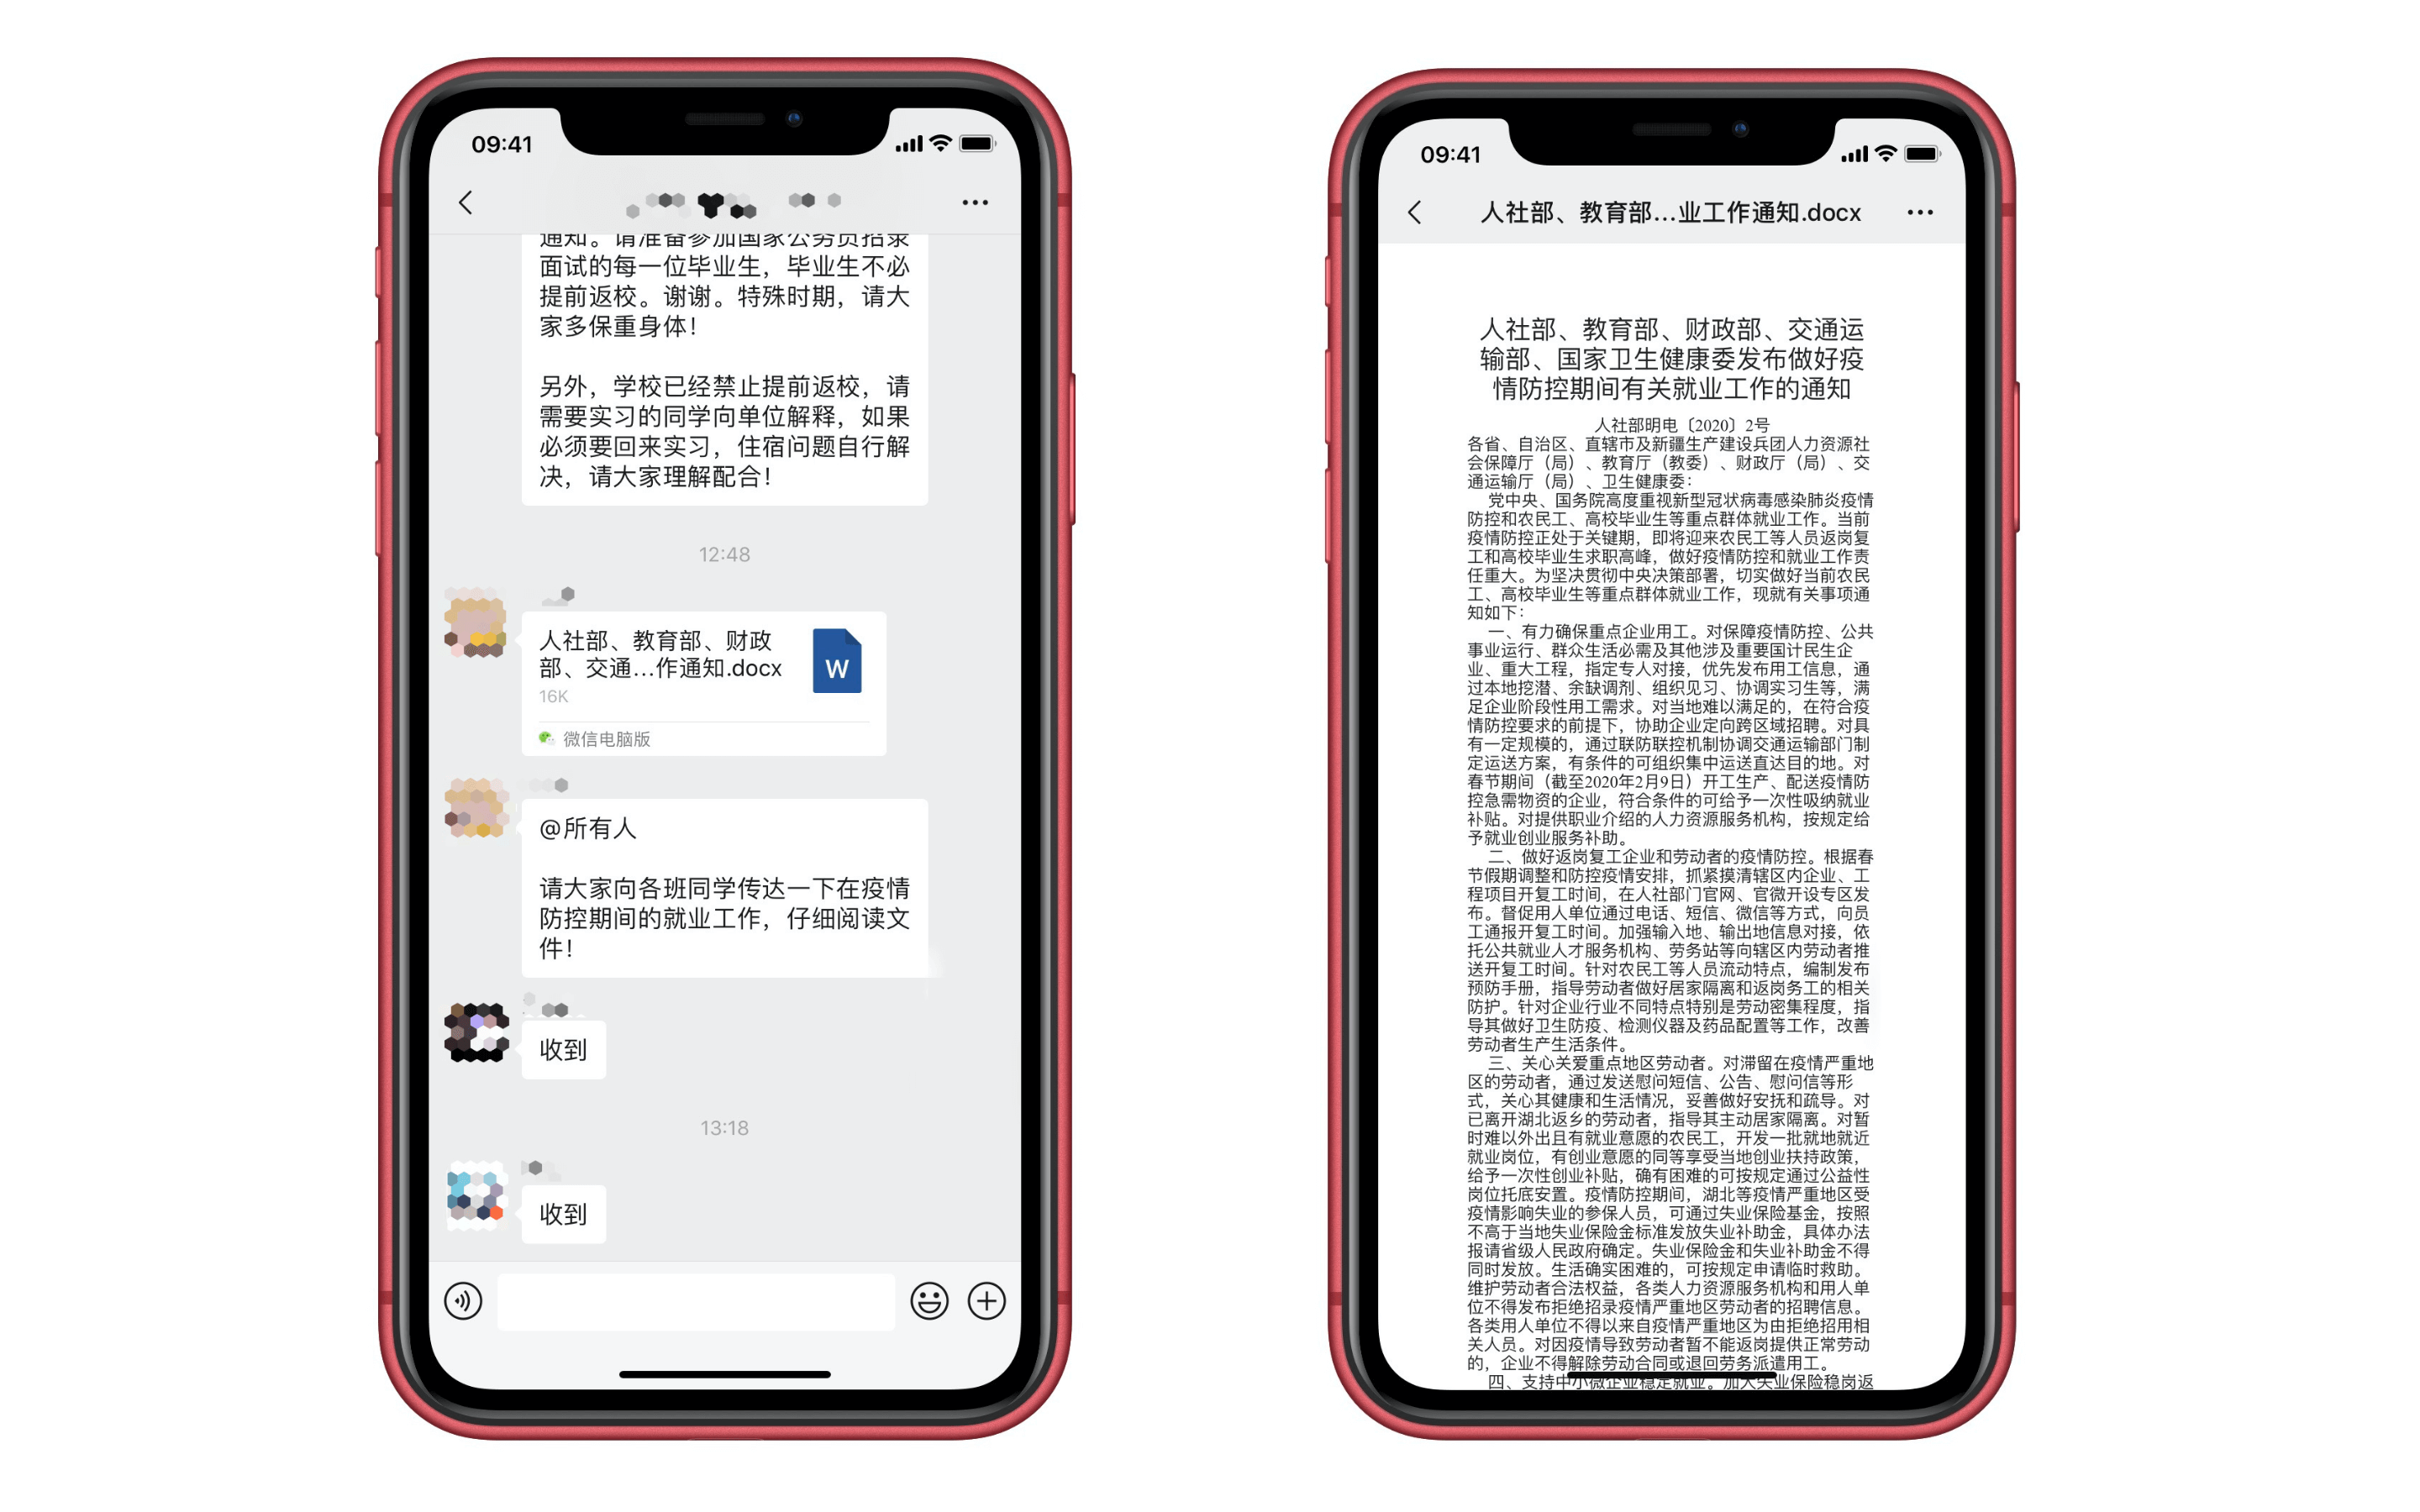 09:41
通知。请准备参加国家公务员招录
面试的每一位毕业生，毕业生不必
提前返校。谢谢。特殊时期，请大
家多保重身体！
另外，学校已经禁止提前返校，请
需要实习的同学向单位解释，如果
必须要回来实习，住宿问题自行解
决，请大家理解配合！
12:48
人社部、教育部、财政
部、交通...作通知.docx
16K
W
微信电脑版
@所有人
请大家向各班同学传达一下在疫情
防控期间的就业工作，仔细阅读文
件！
收到
13:18
收到
09:41
人社部、教育部...业工作通知.docx
人社部、教育部、财政部、交通运
输部、国家卫生健康委发布做好疫
情防控期间有关就业工作的通知
人社部明电〔2020〕2号
各省、自治区、直辖市及新疆生产建设兵团人力资源社
会保障厅（局）、教育厅（教委）、财政厅（局）、交
通运输厅（局）、卫生健康委：
党中央、国务院高度重视新型冠状病毒感染肺炎疫情
防控和农民工、高校毕业生等重点群体就业工作。当前
疫情防控正处于关键期，即将迎来农民工等人员返岗复
工和高校毕业生求职高峰，做好疫情防控和就业工作责
任重大。为坚决贯彻中央决策部署，切实做好当前农民
工、高校毕业生等重点群体就业工作，现就有关事项通
知如下：
一、有力确保重点企业用工。对保障疫情防控、公共
事业运行、群众生活必需及其他涉及重要国计民生企
业、重大工程，指定专人对接，优先发布用工信息，通
过本地挖潜、余缺调剂、组织见习、协调实习生等，满
足企业阶段性用工需求。对当地难以满足的，在符合疫
情防控要求的前提下，协助企业定向跨区域招聘。对具
有一定规模的，通过联防联控机制协调交通运输部门制
定运送方案，有条件的可组织集中运送直达目的地。对
春节期间（截至2020年2月9日）开工生产、配送疫情防
控急需物资的企业，符合条件的可给予一次性吸纳就业
补贴。对提供职业介绍的人力资源服务机构，按规定给
予就业创业服务补助。
二、做好返岗复工企业和劳动者的疫情防控。根据春
节假期调整和防控疫情安排，抓紧摸清辖区内企业、工
程项目开复工时间，在人社部门官网、官微开设专区发
布。督促用人单位通过电话、短信、微信等方式，向员
工通报开复工时间。加强输入地、输出地信息对接，依
托公共就业人才服务机构、劳务站等向辖区内劳动者推
送开复工时间。针对农民工等人员流动特点，编制发布
预防手册，指导劳动者做好居家隔离和返岗务工的相关
防护。针对企业行业不同特点特别是劳动密集程度，指
导其做好卫生防疫、检测仪器及药品配置等工作，改善
劳动者生产生活条件。
三、关心关爱重点地区劳动者。对滞留在疫情严重地
区的劳动者，通过发送慰问短信、公告、慰问信等形
式，关心其健康和生活情况，妥善做好安抚和疏导。对
已离开湖北返乡的劳动者，指导其主动居家隔离。对暂
时难以外出且有就业意愿的农民工，开发一批就地就近
就业岗位，有创业意愿的同等享受当地创业扶持政策，
给予一次性创业补贴，确有困难的可按规定通过公益性
岗位托底安置。疫情防控期间，湖北等疫情严重地区受
疫情影响失业的参保人员，可通过失业保险基金，按照
不高于当地失业保险金标准发放失业补助金，具体办法
报请省级人民政府确定。失业保险金和失业补助金不得
同时发放。生活确实困难的，可按规定申请临时救助。
维护劳动者合法权益，各类人力资源服务机构和用人单
位不得发布拒绝招录疫情严重地区劳动者的招聘信息。
各类用人单位不得以来自疫情严重地区为由拒绝招用相
关人员。对因疫情导致劳动者暂不能返岗提供正常劳动
的，企业不得解除劳动合同或退回劳务派遣用工。
四、支持中小微企业稳定就业。加大失业保险稳岗返